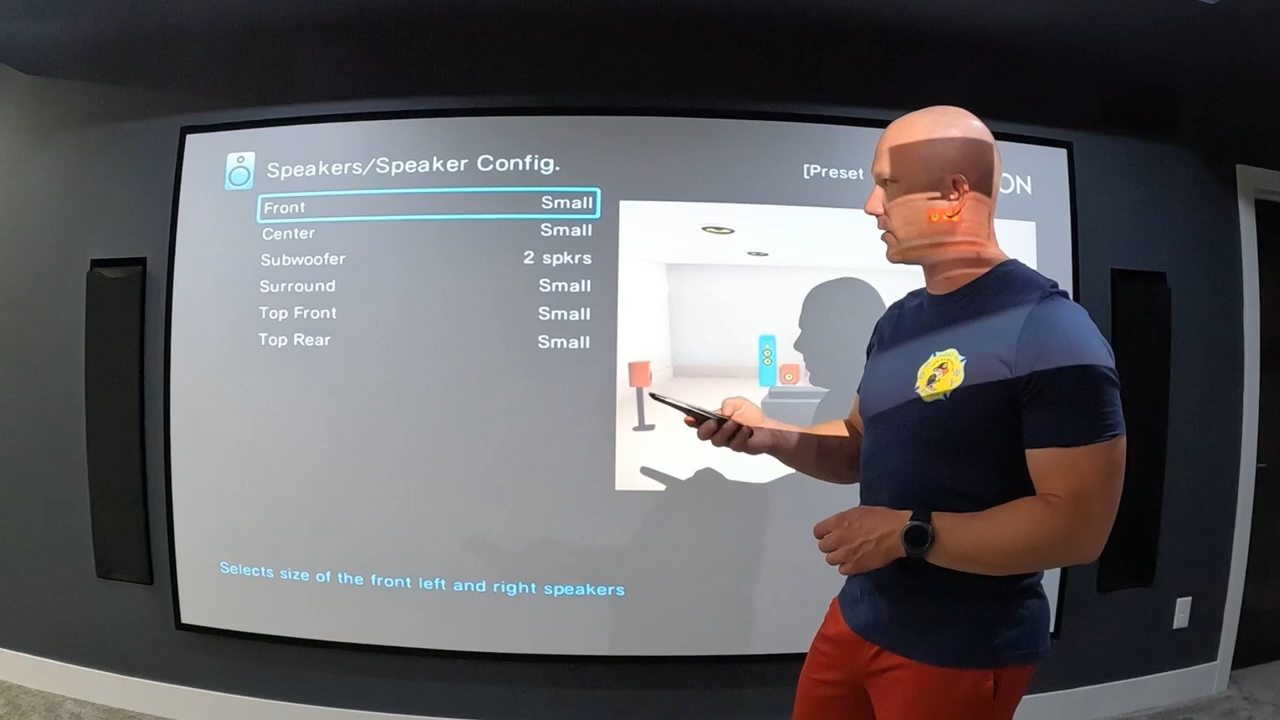 Speakers/Speaker Config.
[Preset
ON
Front Small
Center Small
Subwoofer 2 spkrs
Surround Small
Top Front Small
Top Rear Small
Selects size of the front left and right speakers